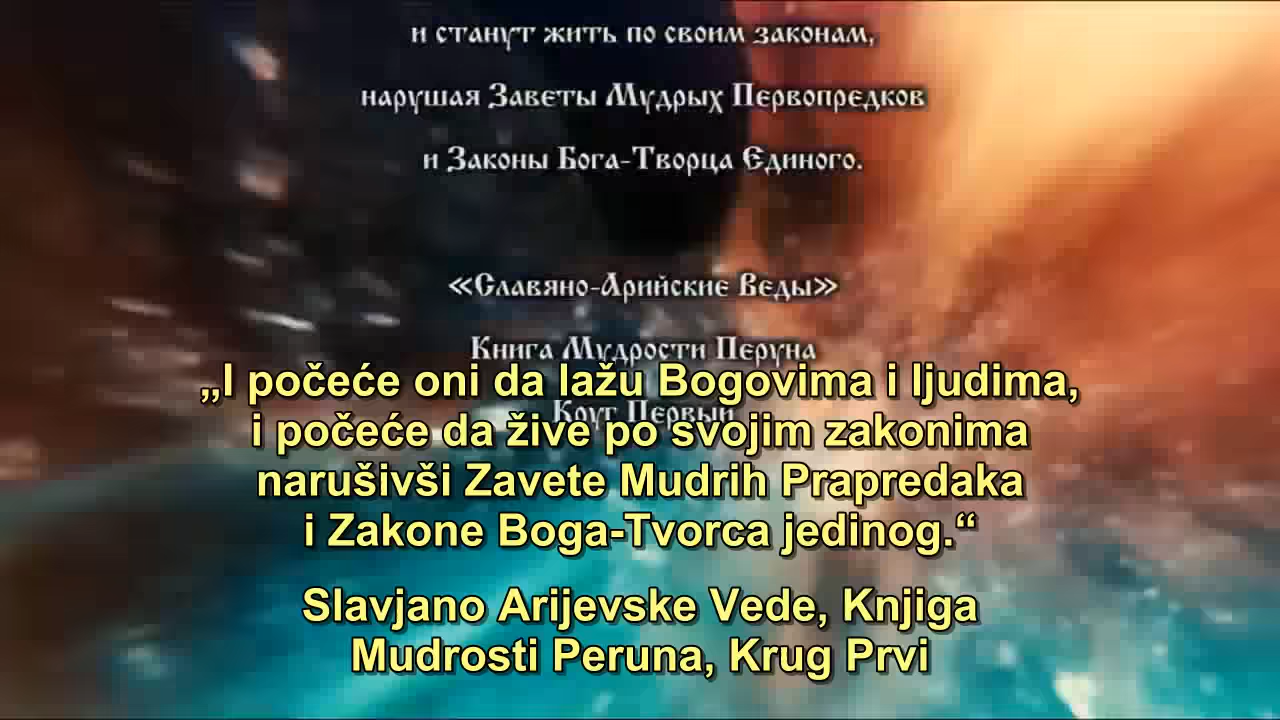 и станут жить по своим законам,
нарушая Заветы Мудрых Первопредков
и Законы Бога-Творца Единого.
«Славяно-Арийские Веды»
Книга Мудрости Перуна
Круг Первый
„I počeće oni da lažu Bogovima i ljudima,
i počeće da žive po svojim zakonima
narušivši Zavete Mudrih Prapredaka
i Zakone Boga-Tvorca jedinog.“
Slavjano Arijevske Vede, Knjiga
Mudrosti Peruna, Krug Prvi